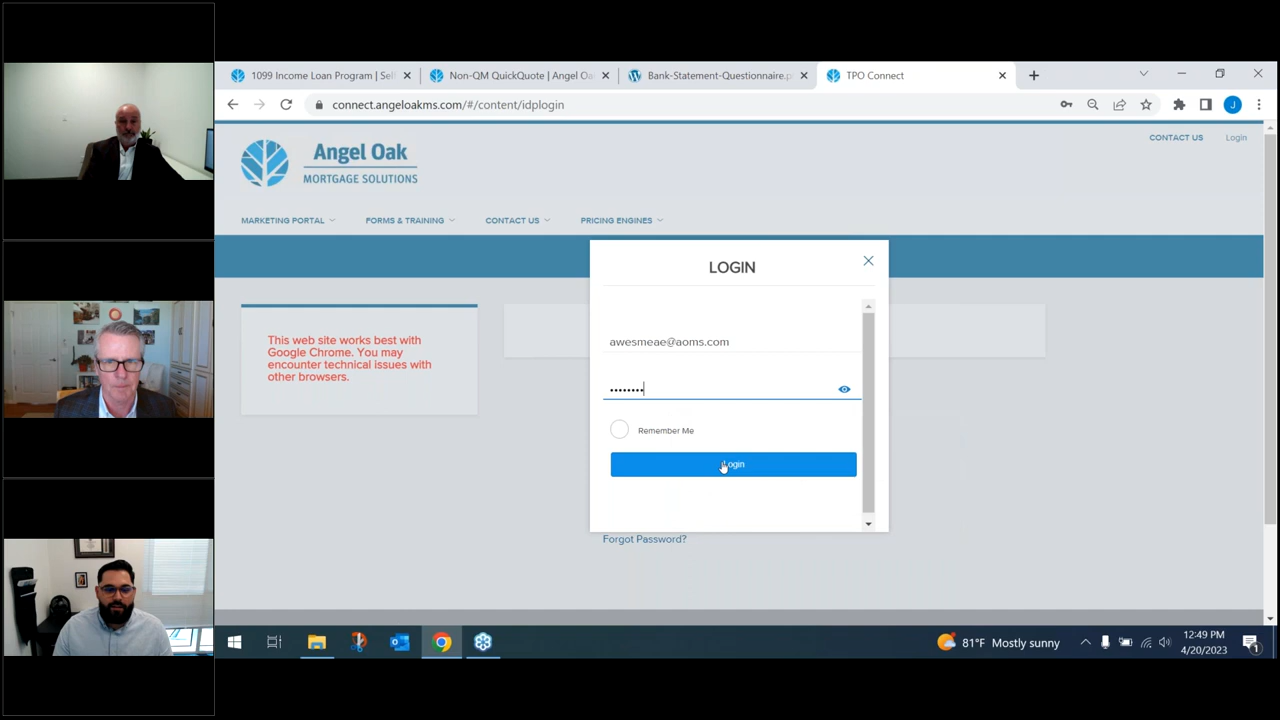 1099 Income Loan Program | Sel
Non-QM QuickQuote | Angel Oa
Bank-Statement-Questionnaire.p
TPO Connect
connect.angeloakms.com/#/content/idplogin
J
CONTACT US
Login
Angel Oak
MORTGAGE SOLUTIONS
MARKETING PORTAL
FORMS & TRAINING
CONTACT US
PRICING ENGINES
LOGIN
This web site works best with
Google Chrome. You may
encounter technical issues with
other browsers.
awesmeae@aoms.com
••••••••
Remember Me
Login
Forgot Password?
81°F Mostly sunny
12:49 PM
4/20/2023
1